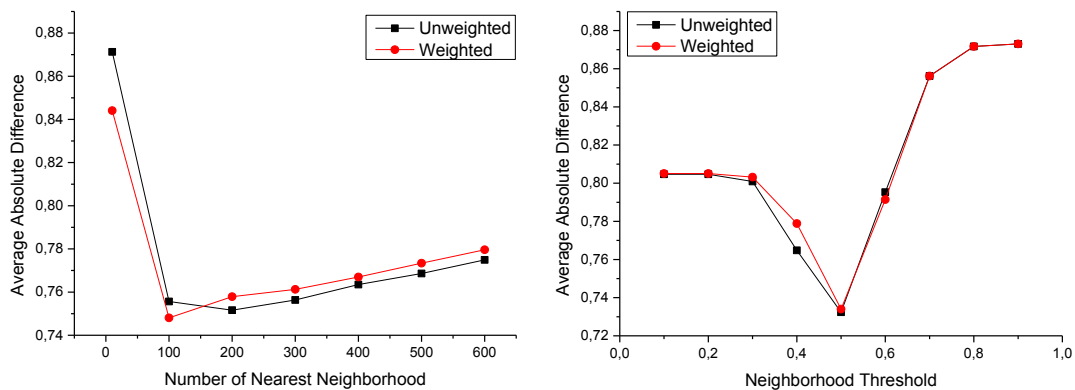 Unweighted
Weighted
0,88
0,86
0,84
0,82
0,80
0,78
0,76
0,74
Average Absolute Difference
0 100 200 300 400 500 600
Number of Nearest Neighborhood
Unweighted
Weighted
0,88
0,86
0,84
0,82
0,80
0,78
0,76
0,74
0,72
Average Absolute Difference
0,0 0,2 0,4 0,6 0,8 1,0
Neighborhood Threshold